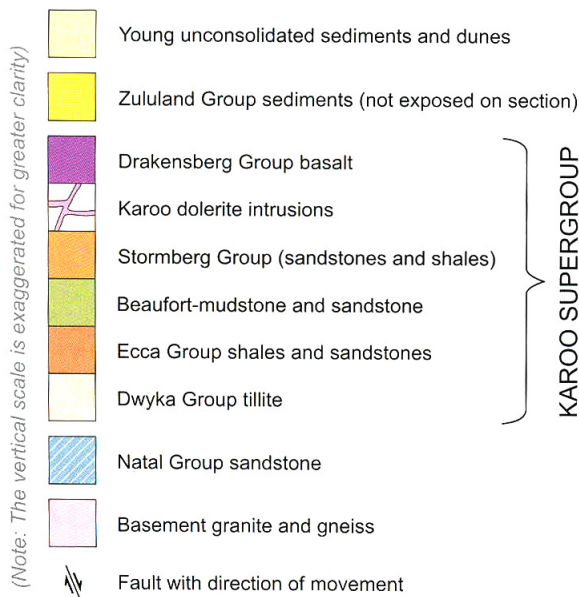 (Note: The vertical scale is exaggerated for greater clarity)
Young unconsolidated sediments and dunes
Zululand Group sediments (not exposed on section)
Drakensberg Group basalt
Karoo dolerite intrusions
Stormberg Group (sandstones and shales)
Beaufort-mudstone and sandstone
Ecca Group shales and sandstones
Dwyka Group tillite
KAROO SUPERGROUP
Natal Group sandstone
Basement granite and gneiss
Fault with direction of movement